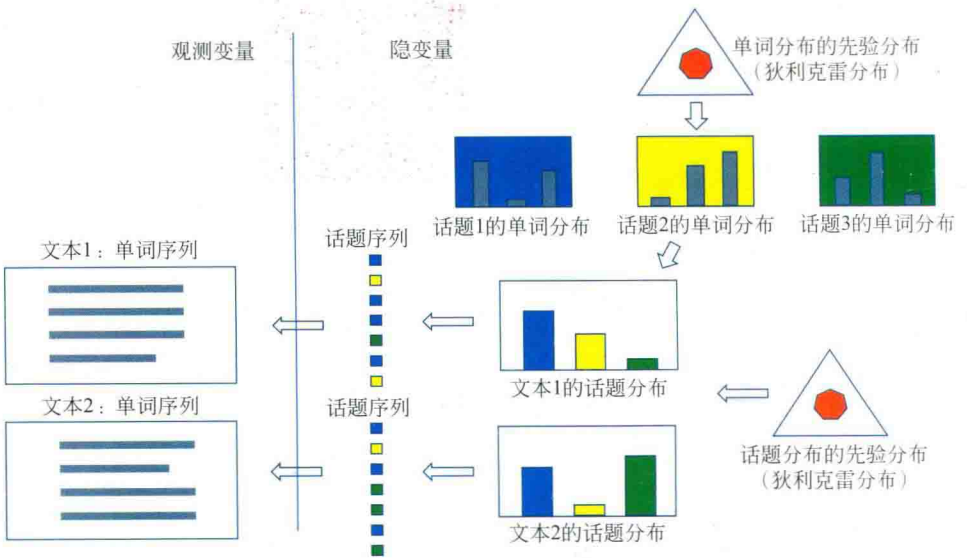 观测变量
隐变量
单词分布的先验分布
（狄利克雷分布）
话题1的单词分布
话题2的单词分布
话题3的单词分布
话题序列
文本1：单词序列
文本1的话题分布
文本2：单词序列
话题序列
话题分布的先验分布
（狄利克雷分布）
文本2的话题分布